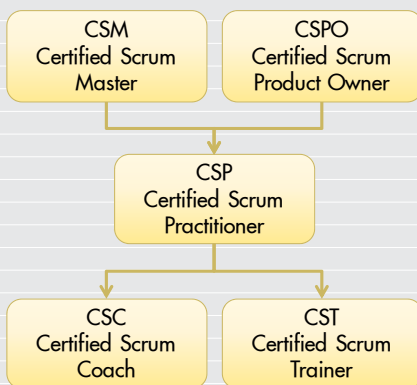 CSM
Certified Scrum
Master
CSPO
Certified Scrum
Product Owner
CSP
Certified Scrum
Practitioner
CSC
Certified Scrum
Coach
CST
Certified Scrum
Trainer